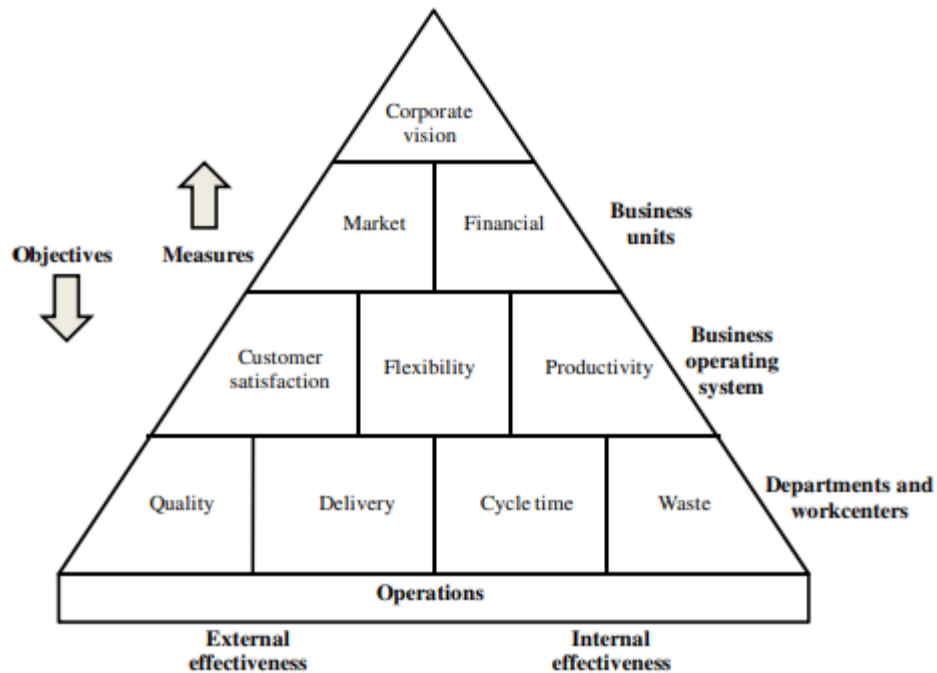 Corporate
vision
Market
Financial
Business
units
Objectives
Measures
Customer
satisfaction
Flexibility
Productivity
Business
operating
system
Quality
Delivery
Cycle time
Waste
Departments and
workcenters
Operations
External
effectiveness
Internal
effectiveness